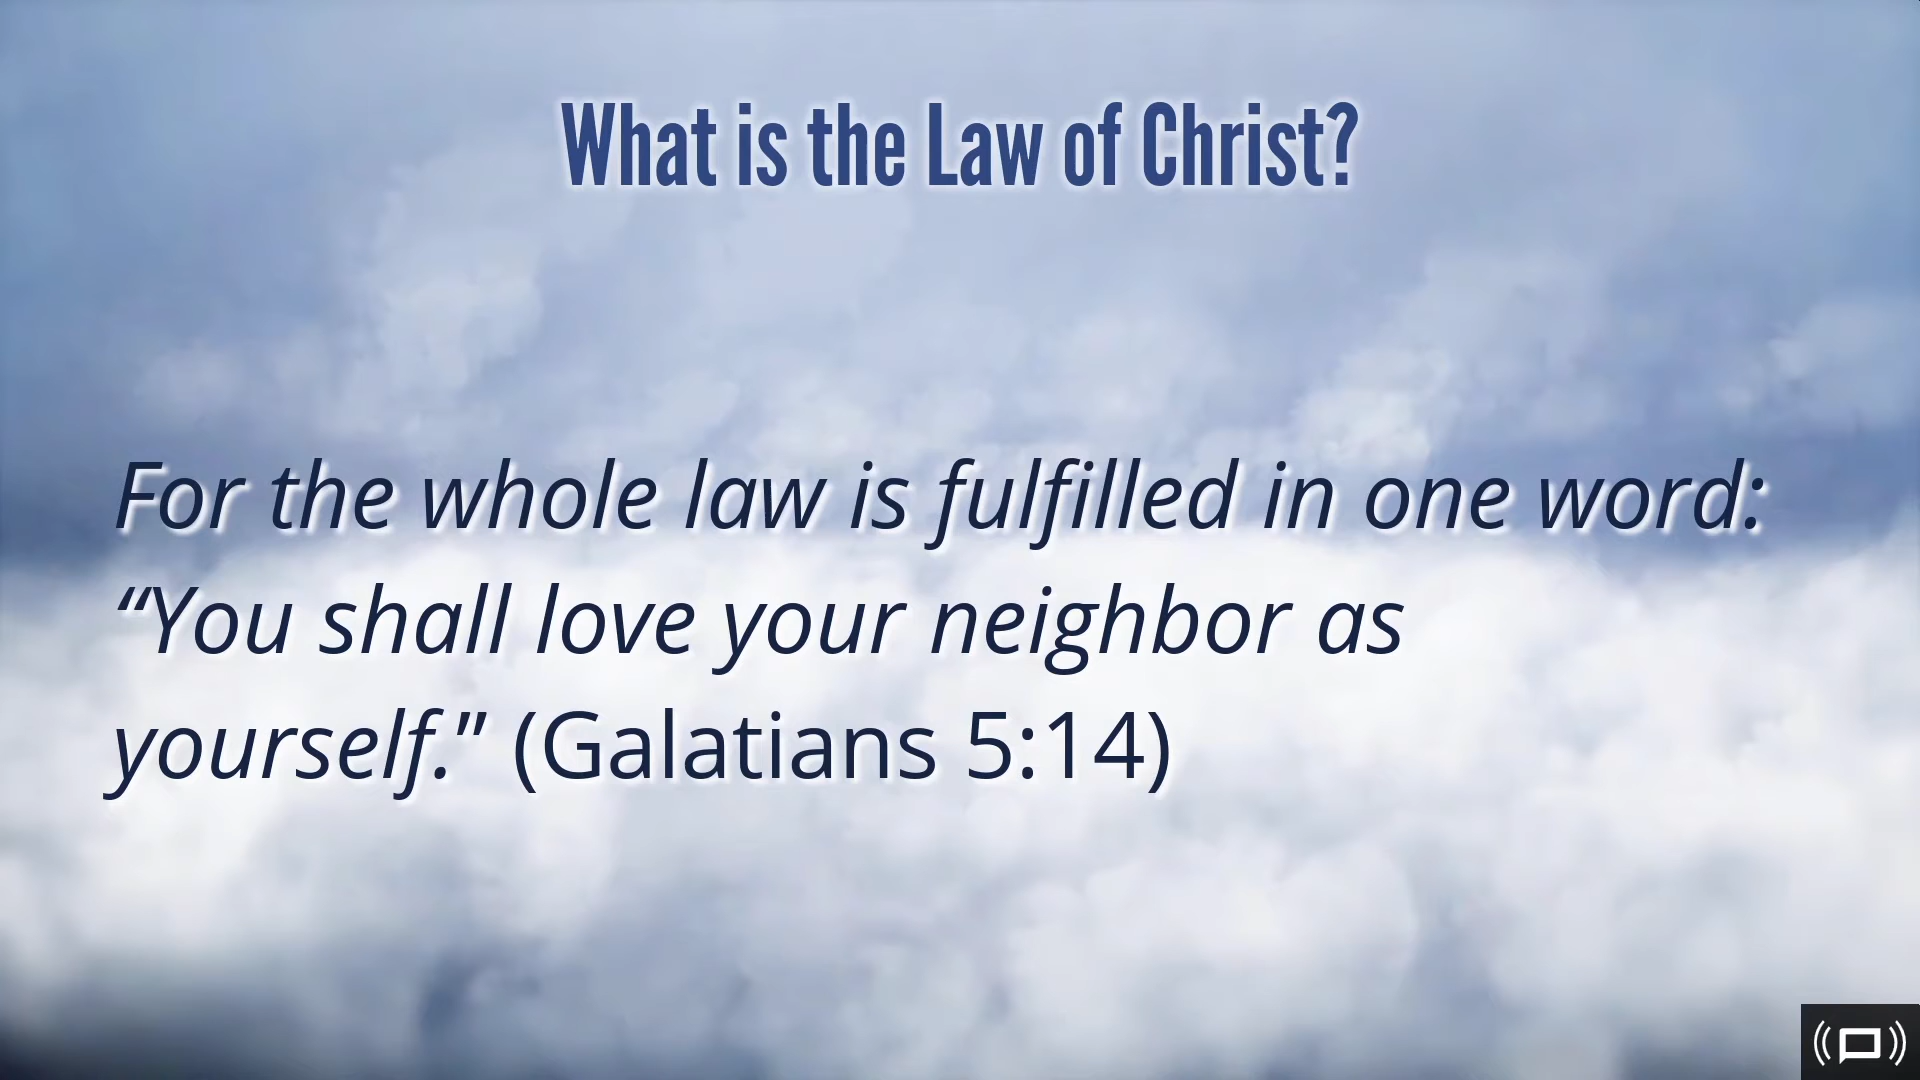 What is the Law of Christ?
For the whole law is fulfilled in one word:
“You shall love your neighbor as
yourself.” (Galatians 5:14)